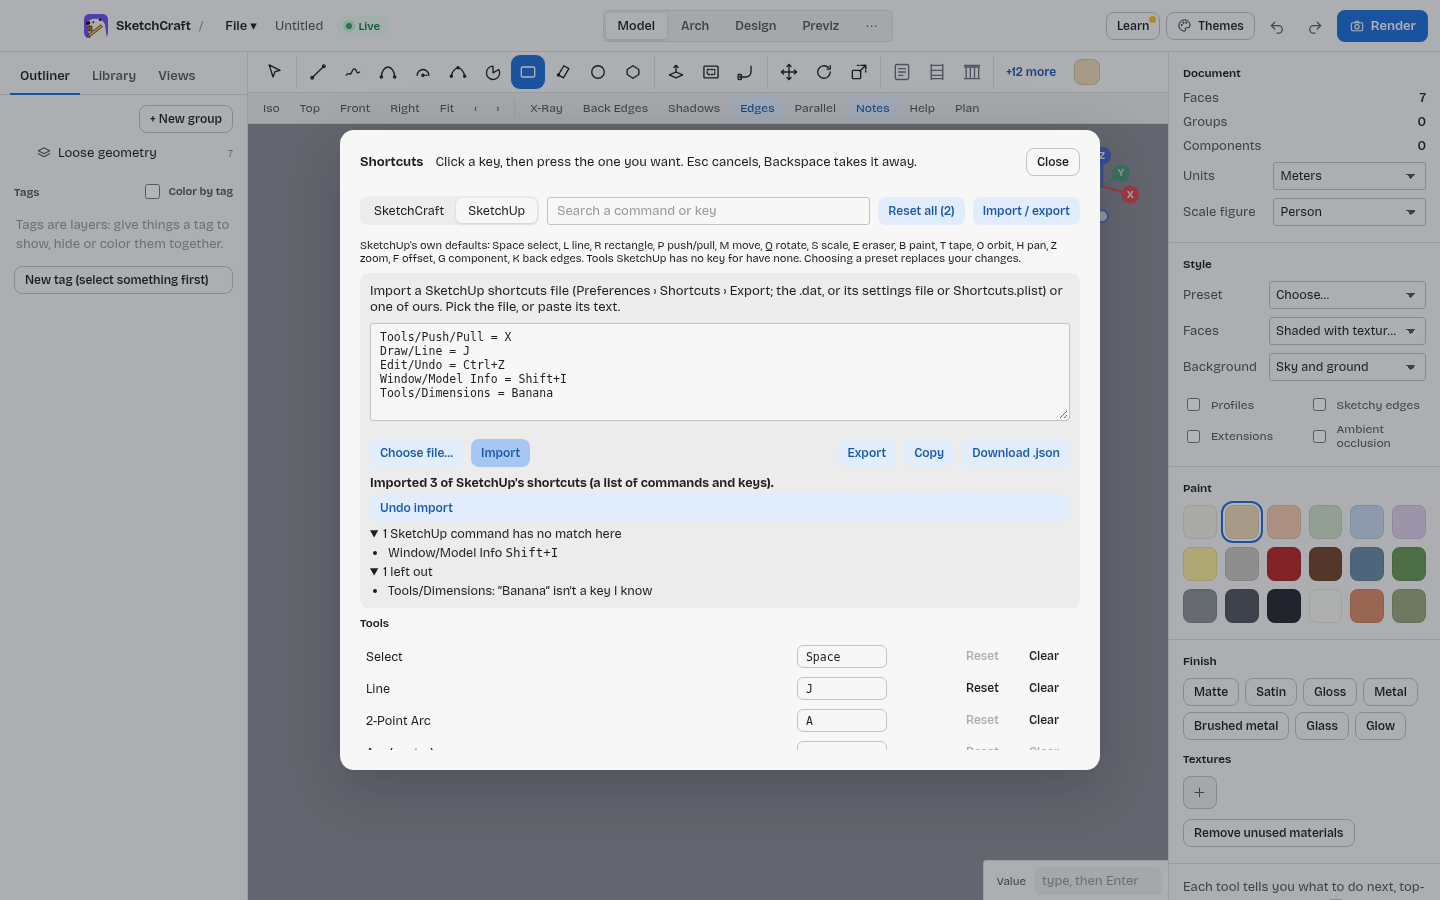 SketchCraft / File ▾ Untitled Live Model Arch Design Previz ··· Learn Themes Render
Outliner Library Views
+ New group
Loose geometry 7
Tags Color by tag
Tags are layers: give things a tag to
show, hide or color them together.
New tag (select something first)
+12 more
Iso Top Front Right Fit ‹ › X-Ray Back Edges Shadows Edges Parallel Notes Help Plan
Z
Y
X
Shortcuts Click a key, then press the one you want. Esc cancels, Backspace takes it away. Close
SketchCraft SketchUp Search a command or key Reset all (2) Import / export
SketchUp's own defaults: Space select, L line, R rectangle, P push/pull, M move, Q rotate, S scale, E eraser, B paint, T tape, O orbit, H pan, Z
zoom, F offset, G component, K back edges. Tools SketchUp has no key for have none. Choosing a preset replaces your changes.
Import a SketchUp shortcuts file (Preferences › Shortcuts › Export; the .dat, or its settings file or Shortcuts.plist) or
one of ours. Pick the file, or paste its text.
Tools/Push/Pull = X
Draw/Line = J
Edit/Undo = Ctrl+Z
Window/Model Info = Shift+I
Tools/Dimensions = Banana
Choose file... Import Export Copy Download .json
Imported 3 of SketchUp's shortcuts (a list of commands and keys).
Undo import
▼ 1 SketchUp command has no match here
• Window/Model Info Shift+I
▼ 1 left out
• Tools/Dimensions: “Banana” isn't a key I know
Tools
Select Space Reset Clear
Line J Reset Clear
2-Point Arc A Reset Clear
Document
Faces 7
Groups 0
Components 0
Units Meters
Scale figure Person
Style
Preset Choose...
Faces Shaded with textur...
Background Sky and ground
Profiles Sketchy edges
Extensions Ambient
occlusion
Paint
Finish
Matte Satin Gloss Metal
Brushed metal Glass Glow
Textures
+
Remove unused materials
Value type, then Enter
Each tool tells you what to do next, top-